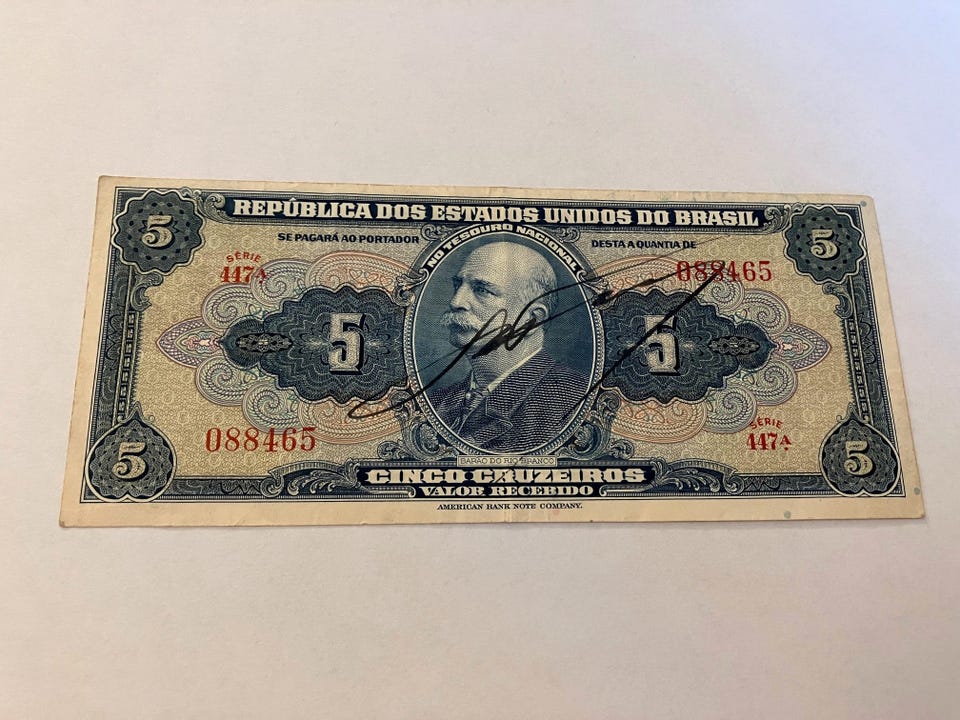 5 REPÚBLICA DOS ESTADOS UNIDOS DO BRASIL 5
SE PAGARÁ AO PORTADOR NO TESOURO NACIONAL DESTA A QUANTIA DE
SÉRIE
447A
088465
5 5
088465
SÉRIE
447A
BARÃO DO RIO BRANCO
5 CINCO CRUZEIROS 5
VALOR RECEBIDO
AMERICAN BANK NOTE COMPANY.